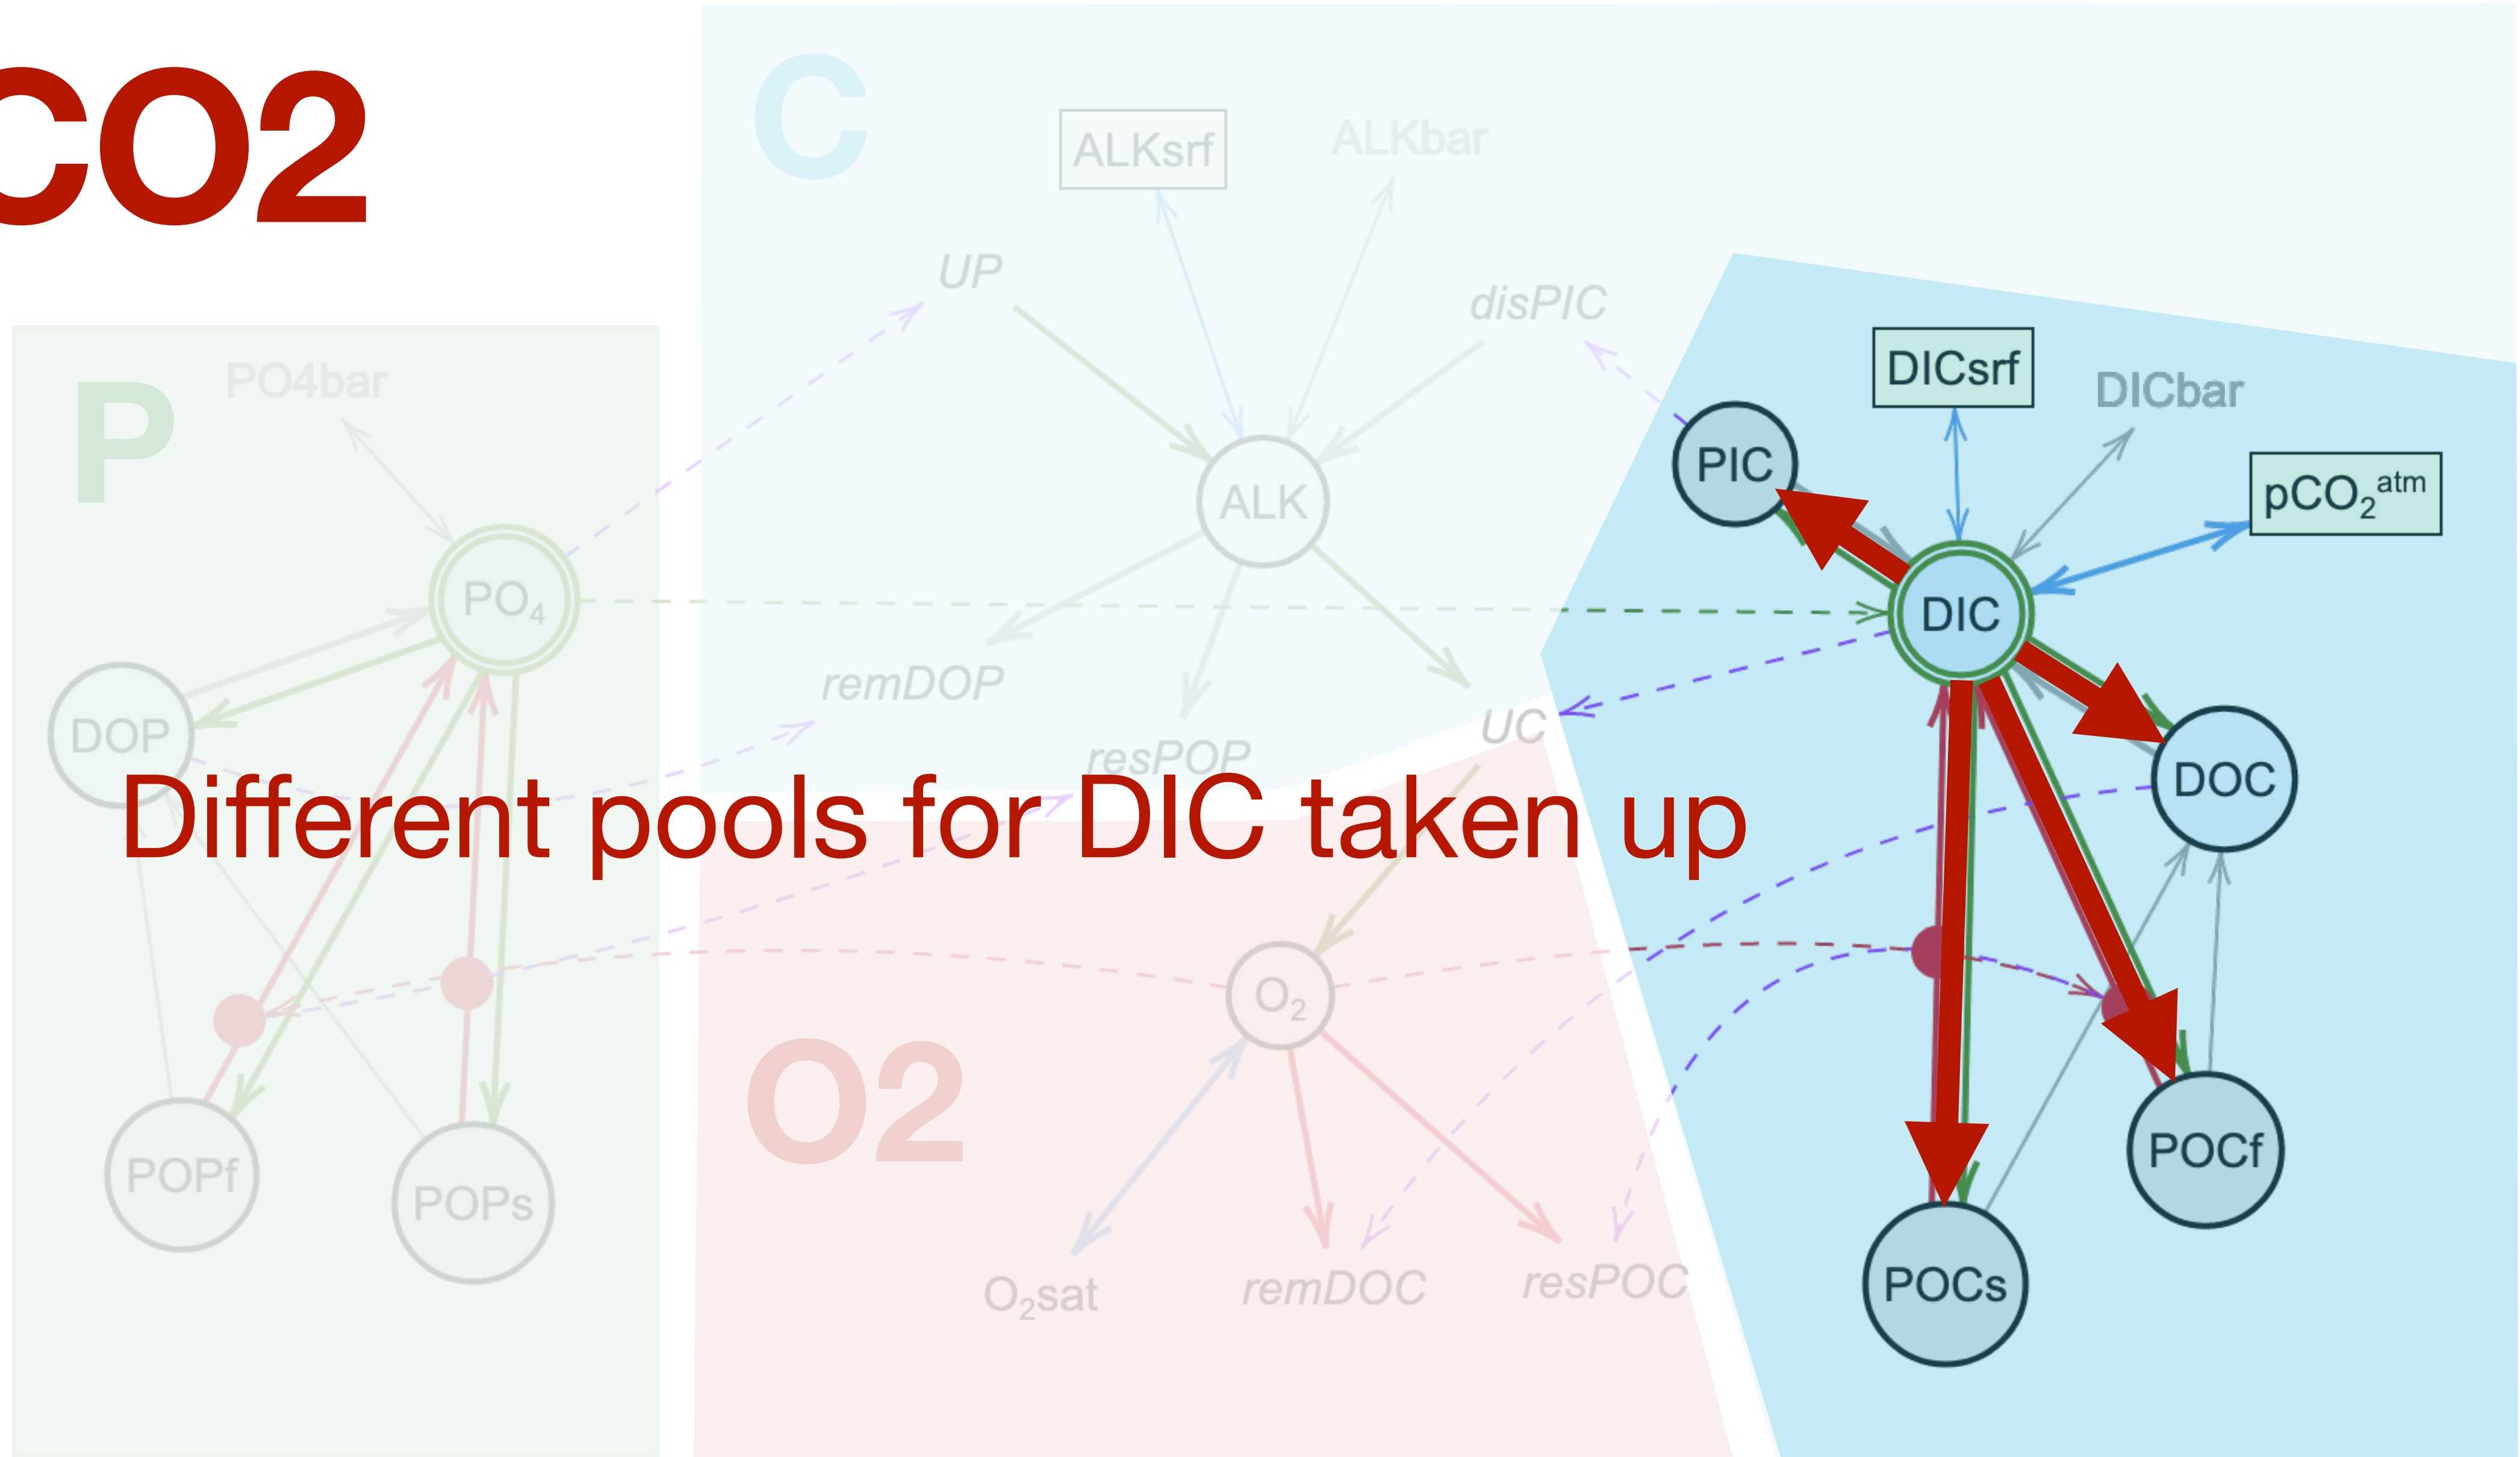 CO2
C
ALKsrf
ALKbar
UP
disPIC
P
PO4bar
DICsrf
DICbar
PIC
pCO₂ᵃᵗᵐ
ALK
PO₄
DIC
remDOP
DOP
UC
resPOP
DOC
Different pools for DIC taken up
O₂
O2
POPf
POPs
POCf
O₂sat
remDOC
resPOC
POCs